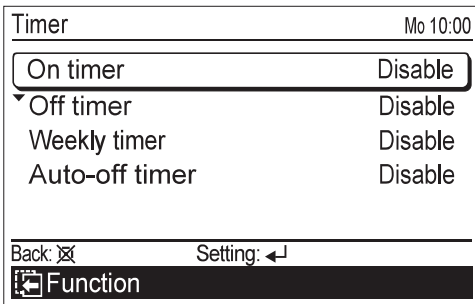 Timer Mo 10:00
On timer Disable
Off timer Disable
Weekly timer Disable
Auto-off timer Disable
Back: Setting:
Function